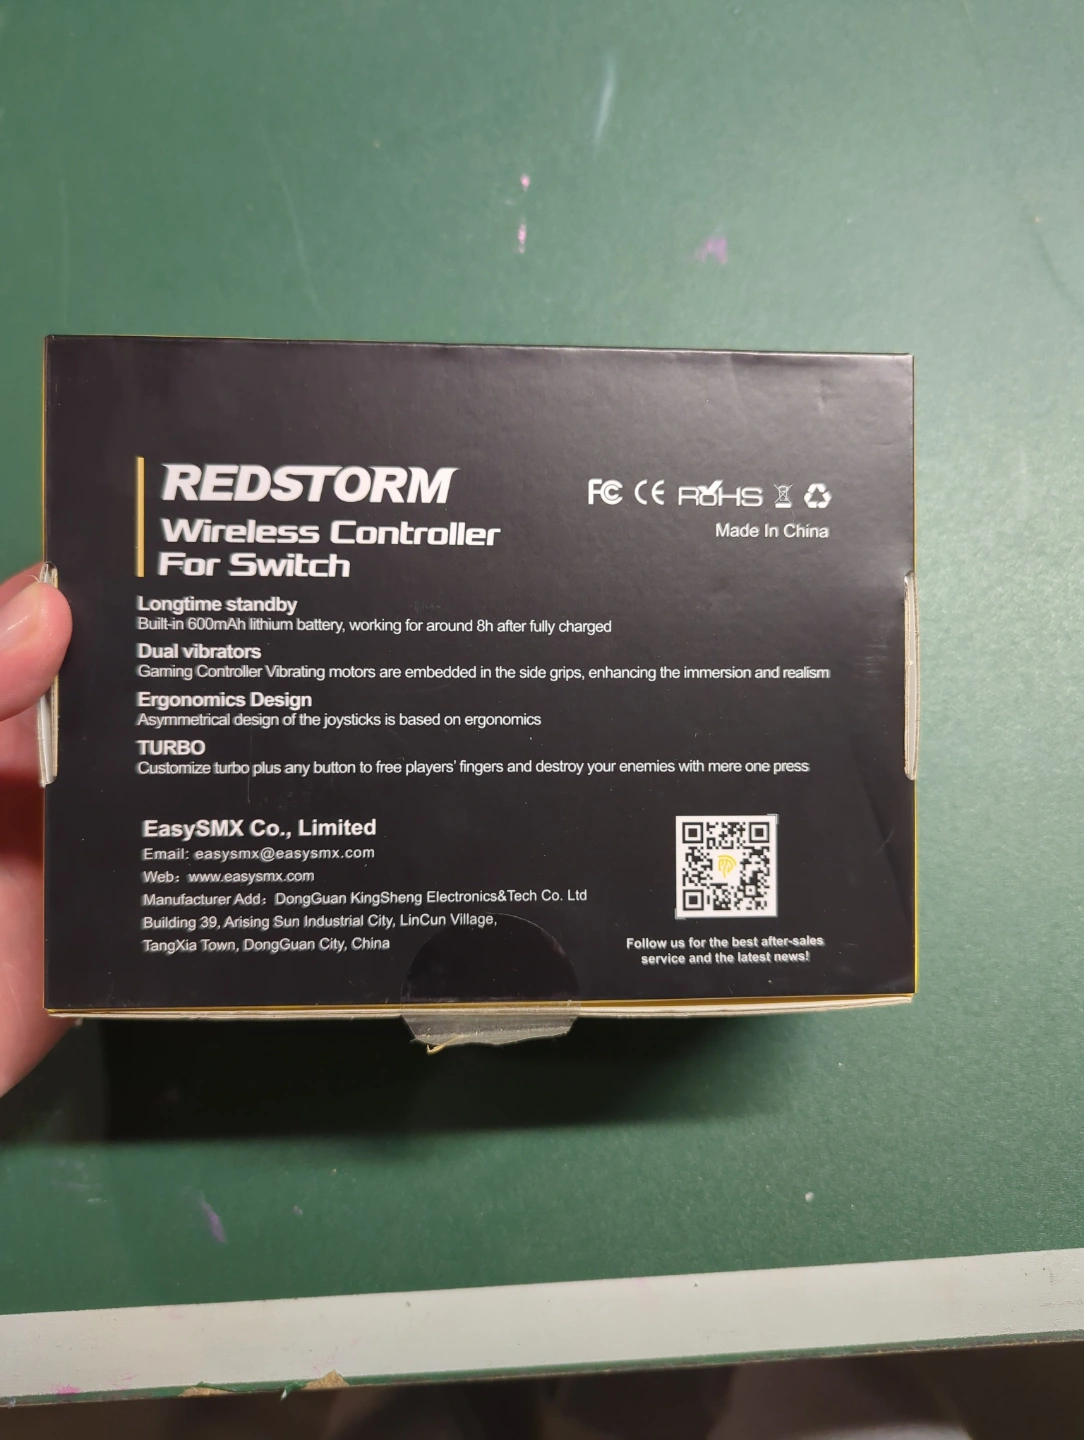 REDSTORM
Wireless Controller
For Switch
FC CE ROHS
Made In China
Longtime standby
Built-in 600mAh lithium battery, working for around 8h after fully charged
Dual vibrators
Gaming Controller Vibrating motors are embedded in the side grips, enhancing the immersion and realism
Ergonomics Design
Asymmetrical design of the joysticks is based on ergonomics
TURBO
Customize turbo plus any button to free players' fingers and destroy your enemies with mere one press
EasySMX Co., Limited
Email: easysmx@easysmx.com
Web: www.easysmx.com
Manufacturer Add: DongGuan KingSheng Electronics&Tech Co. Ltd
Building 39, Arising Sun Industrial City, LinCun Village,
TangXia Town, DongGuan City, China
Follow us for the best after-sales
service and the latest news!